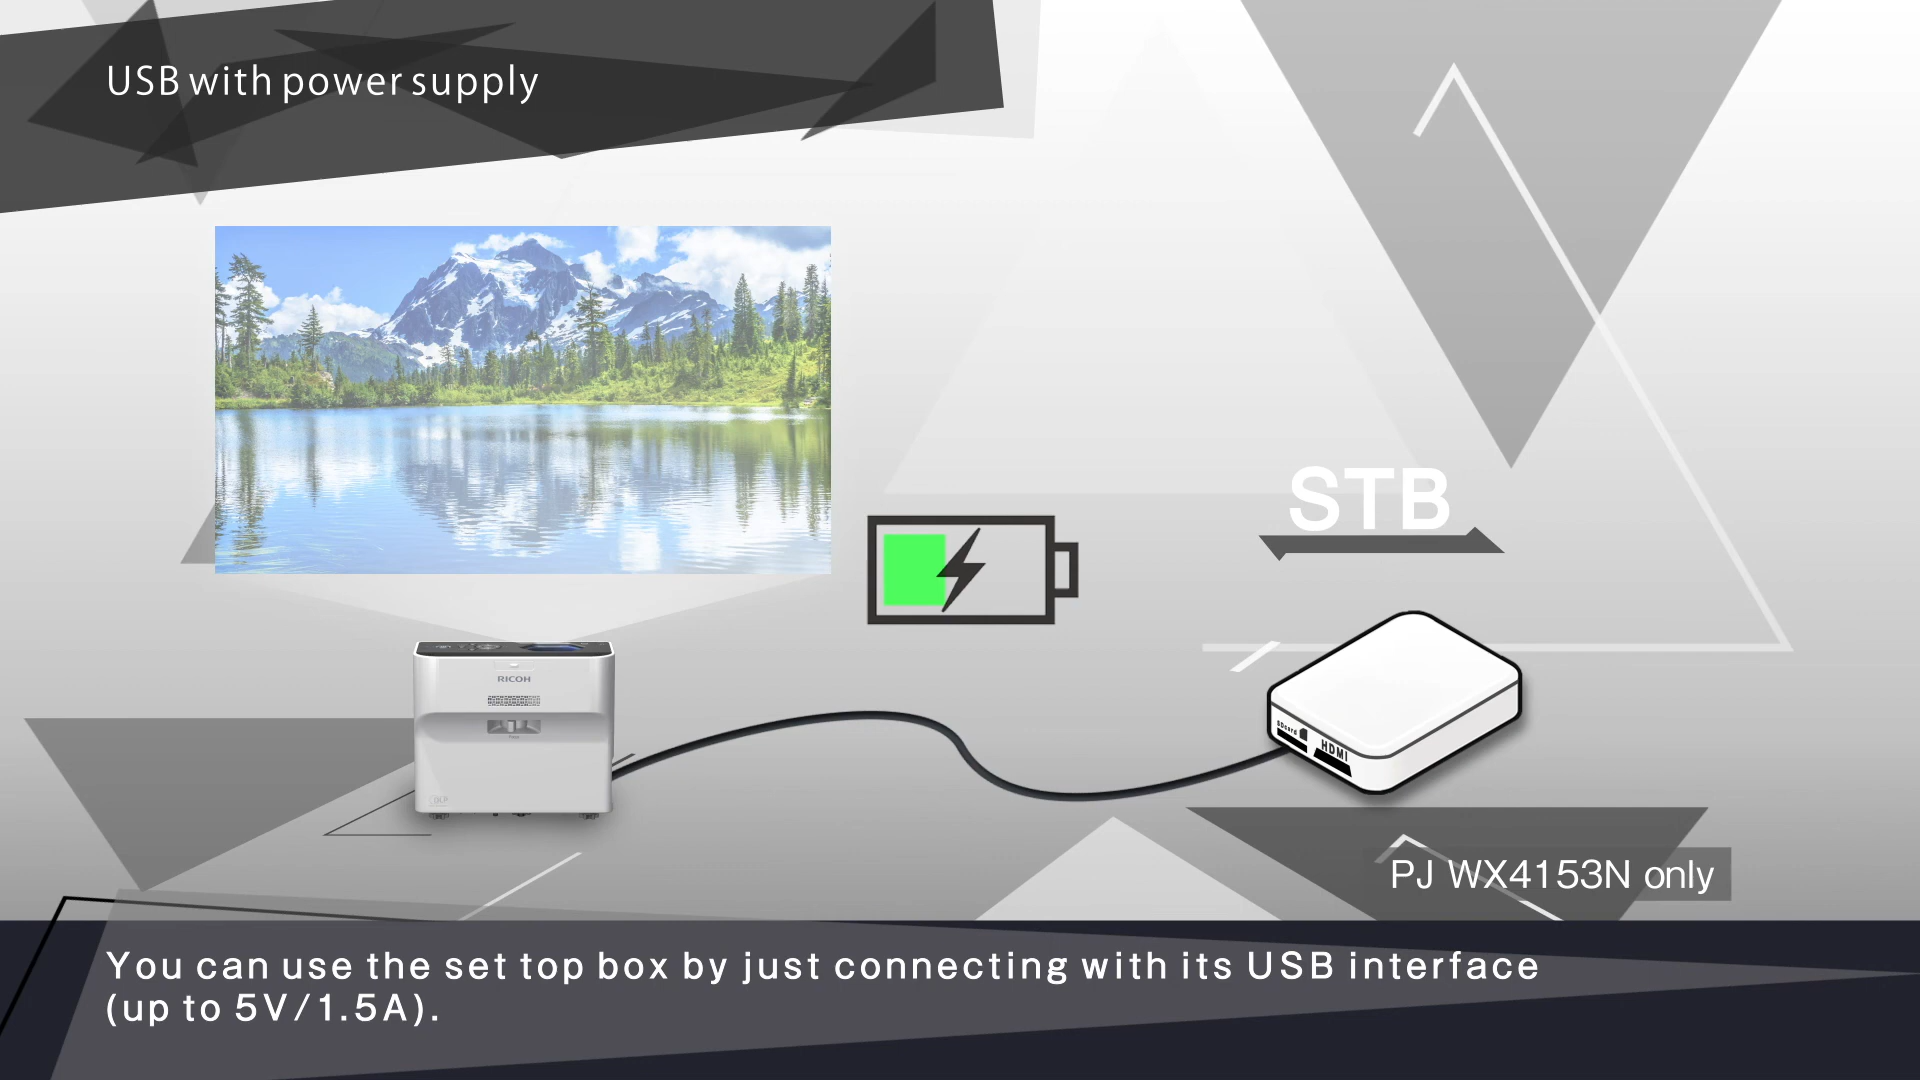 USB with power supply
STB
RICOH
SDcard
HDMI
PJ WX4153N only
You can use the set top box by just connecting with its USB interface
(up to 5V/1.5A).